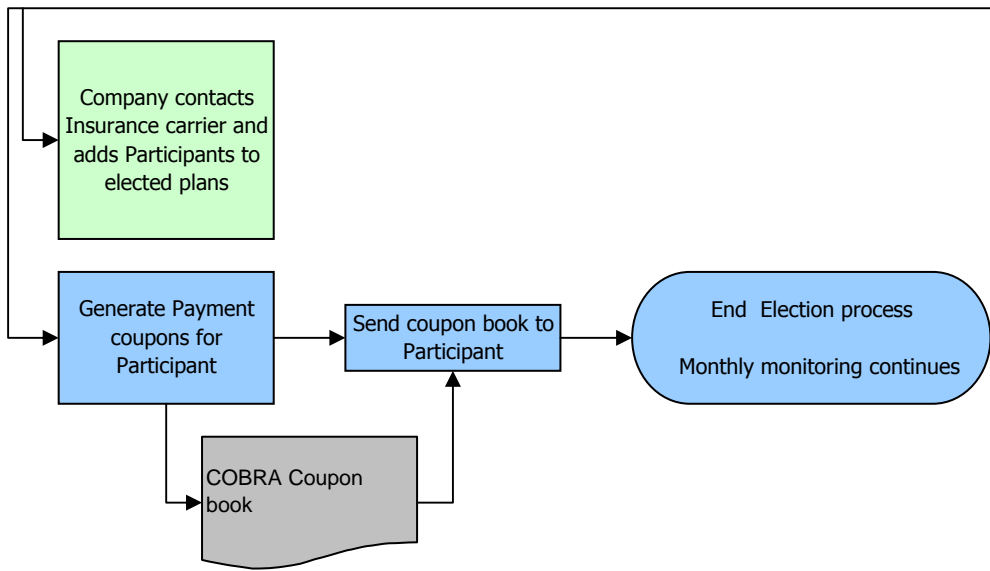 Company contacts
Insurance carrier and
adds Participants to
elected plans
Generate Payment
coupons for
Participant
Send coupon book to
Participant
End Election process
Monthly monitoring continues
COBRA Coupon
book